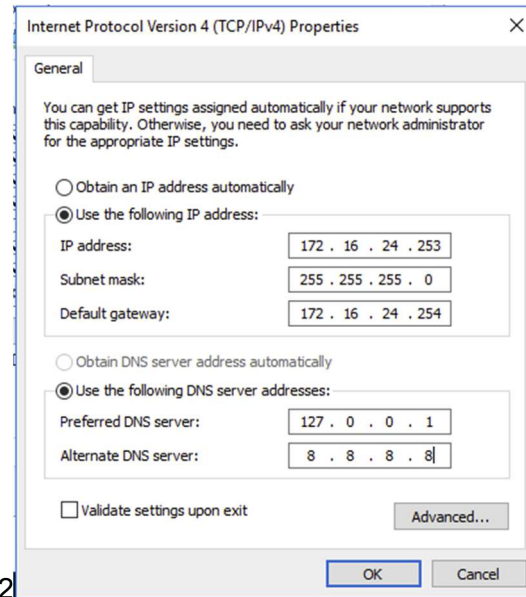 Internet Protocol Version 4 (TCP/IPv4) Properties
General
You can get IP settings assigned automatically if your network supports
this capability. Otherwise, you need to ask your network administrator
for the appropriate IP settings.
Obtain an IP address automatically
Use the following IP address:
IP address: 172 . 16 . 24 . 253
Subnet mask: 255 . 255 . 255 . 0
Default gateway: 172 . 16 . 24 . 254
Obtain DNS server address automatically
Use the following DNS server addresses:
Preferred DNS server: 127 . 0 . 0 . 1
Alternate DNS server: 8 . 8 . 8 . 8
Validate settings upon exit
Advanced...
OK Cancel
2